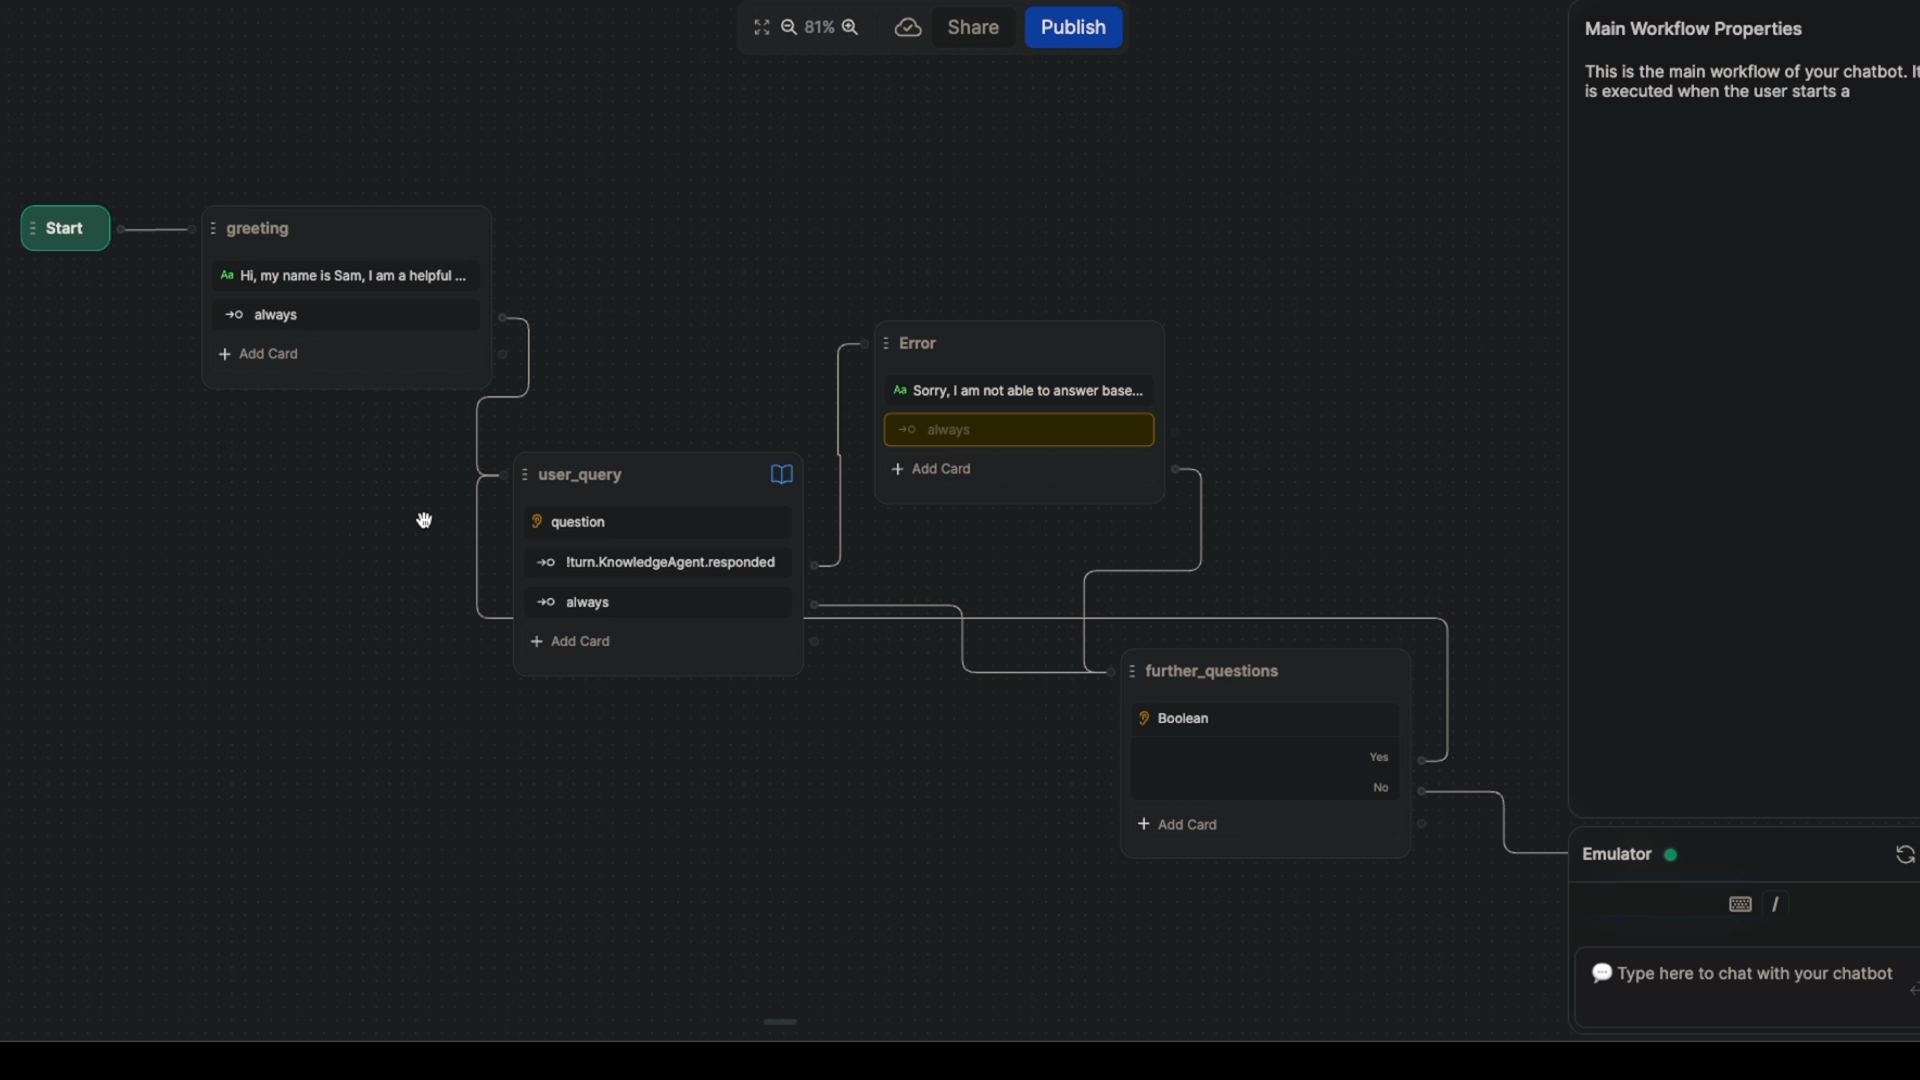 81%
Share
Publish
Main Workflow Properties
This is the main workflow of your chatbot. It
is executed when the user starts a
Start
greeting
Aa Hi, my name is Sam, I am a helpful ...
always
+ Add Card
Error
Aa Sorry, I am not able to answer base...
always
+ Add Card
user_query
question
!turn.KnowledgeAgent.responded
always
+ Add Card
further_questions
Boolean
Yes
No
+ Add Card
Emulator
/
Type here to chat with your chatbot